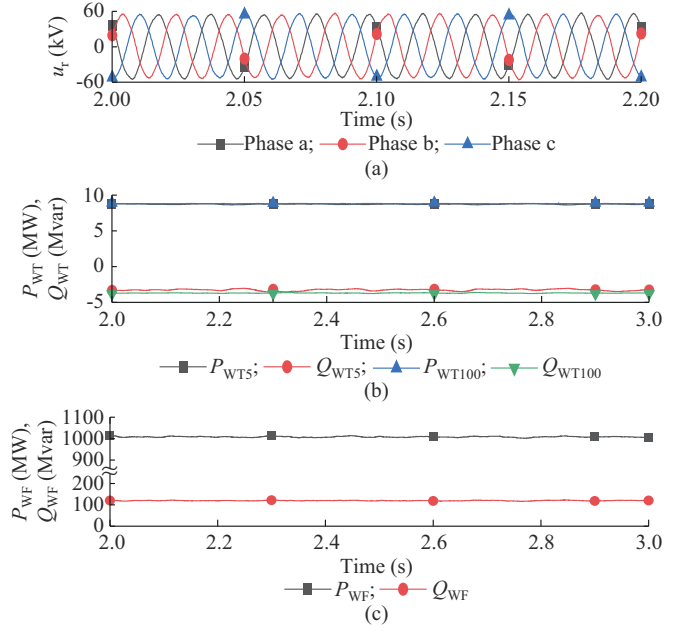 60
0
-60
u_r (kV)
2.00 2.05 2.10 2.15 2.20
Time (s)
Phase a; Phase b; Phase c
(a)
10
5
0
-5
P_WT (MW),
Q_WT (Mvar)
2.0 2.2 2.4 2.6 2.8 3.0
Time (s)
P_WT5; Q_WT5; P_WT100; Q_WT100
(b)
1100
1000
900
200
100
0
P_WF (MW),
Q_WF (Mvar)
2.0 2.2 2.4 2.6 2.8 3.0
Time (s)
P_WF; Q_WF
(c)